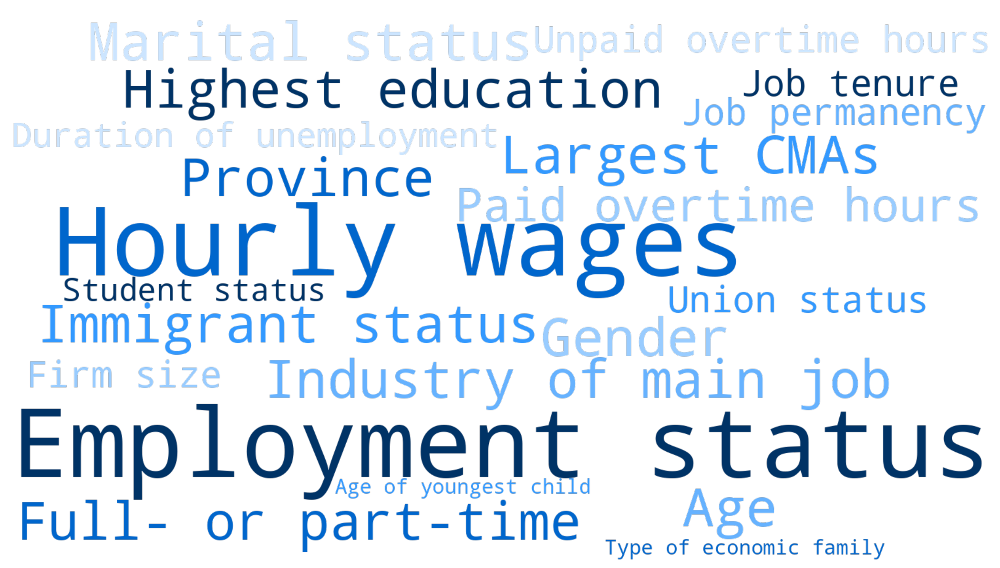 Marital status
Unpaid overtime hours
Highest education
Job tenure
Job permanency
Duration of unemployment
Largest CMAs
Province
Paid overtime hours
Hourly wages
Student status
Union status
Immigrant status
Gender
Firm size
Industry of main job
Employment status
Age of youngest child
Full- or part-time
Age
Type of economic family